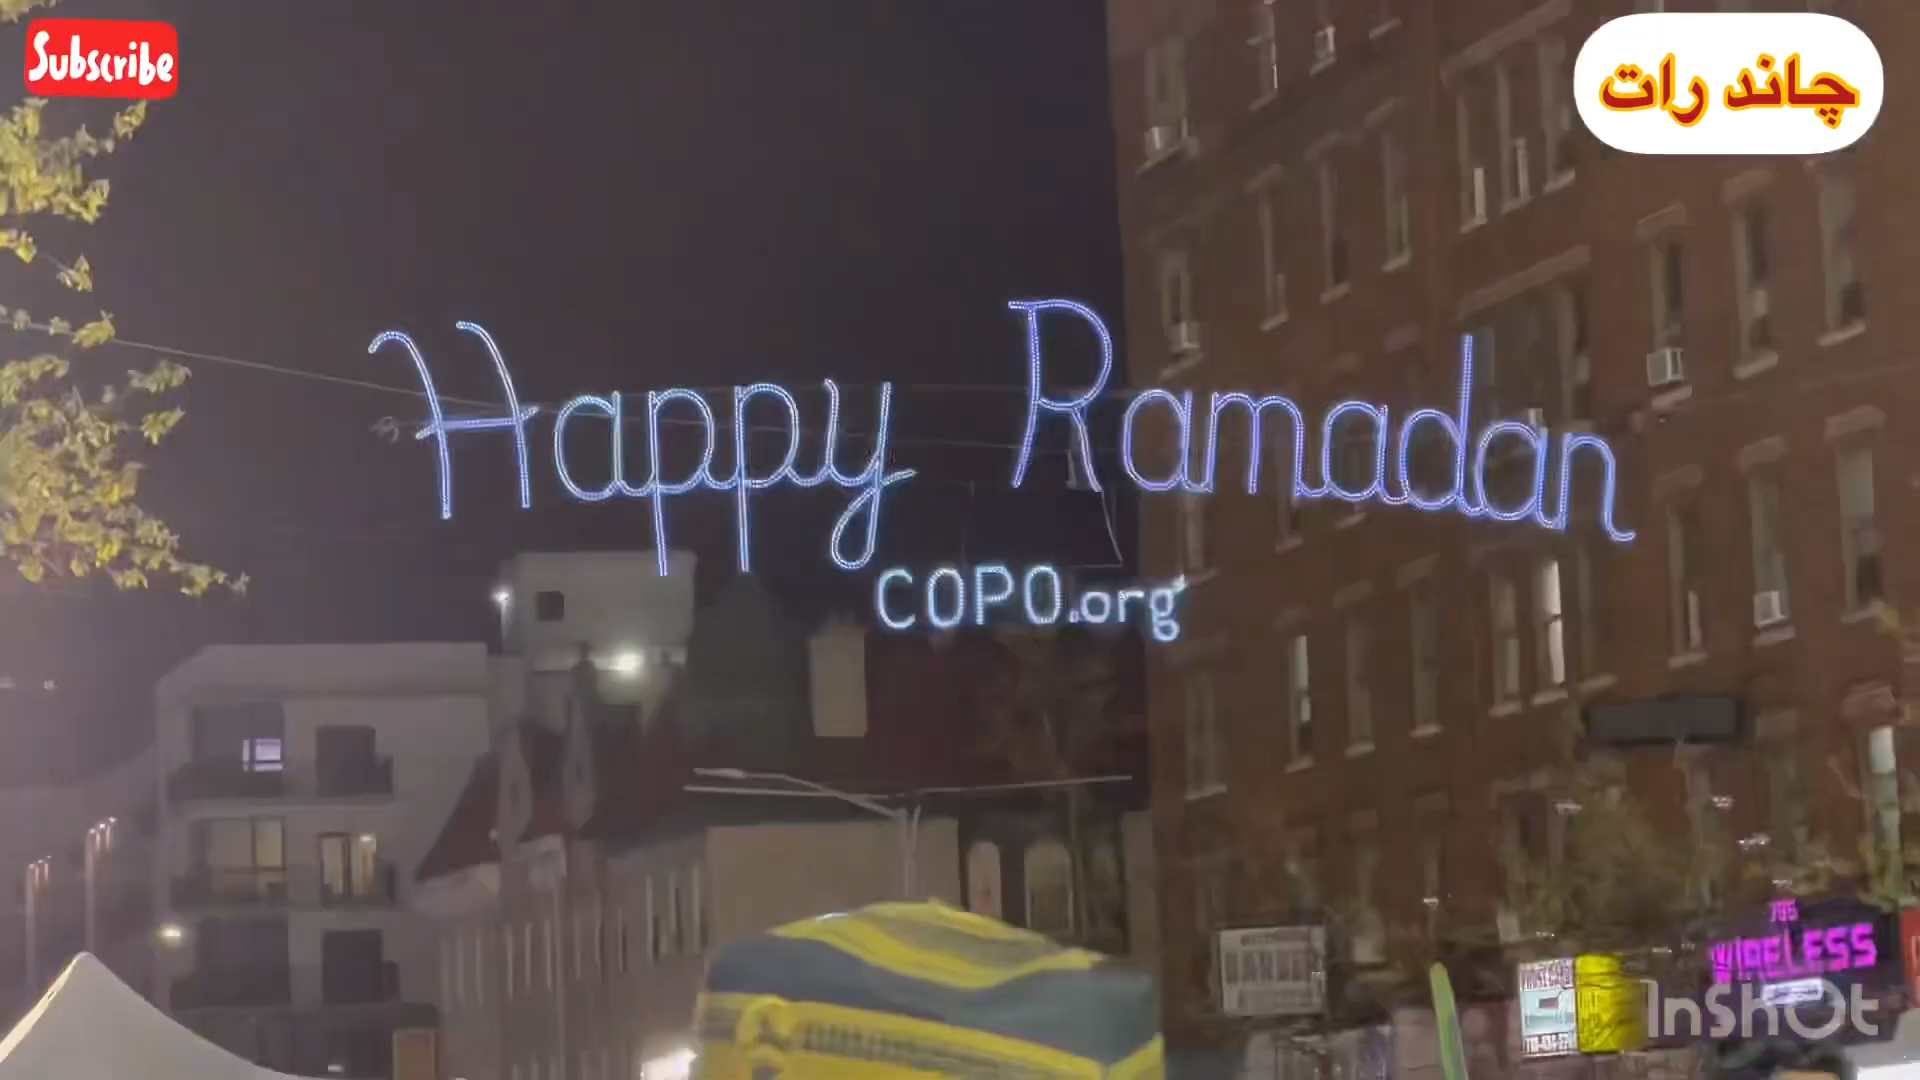 Subscribe
چاند رات
Happy Ramadan
COPO.org
WIRELESS
InShOt